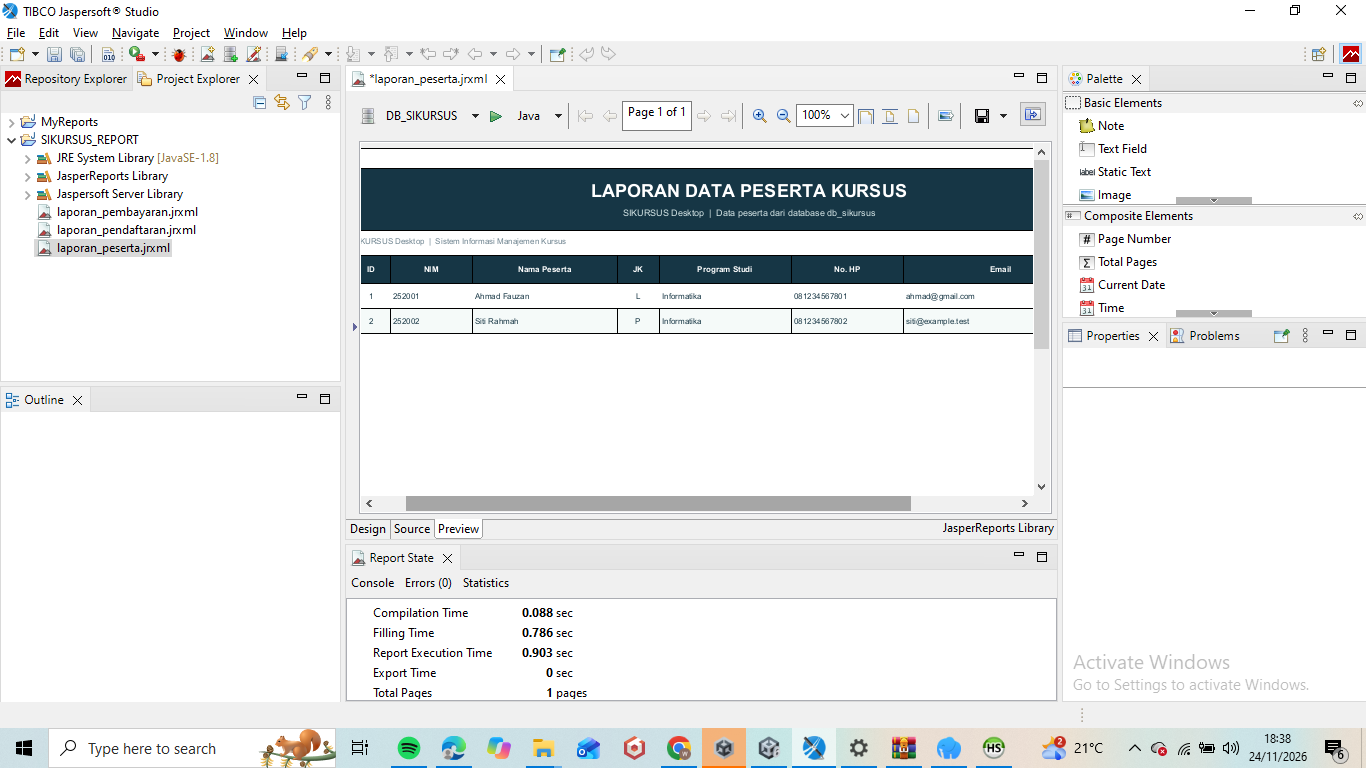 TIBCO Jaspersoft® Studio
File Edit View Navigate Project Window Help
Repository Explorer Project Explorer
MyReports
SIKURSUS_REPORT
JRE System Library [JavaSE-1.8]
JasperReports Library
Jaspersoft Server Library
laporan_pembayaran.jrxml
laporan_pendaftaran.jrxml
laporan_peserta.jrxml
Outline
*laporan_peserta.jrxml
DB_SIKURSUS Java Page 1 of 1 100%
LAPORAN DATA PESERTA KURSUS
SIKURSUS Desktop | Data peserta dari database db_sikursus
KURSUS Desktop | Sistem Informasi Manajemen Kursus
ID NIM Nama Peserta JK Program Studi No. HP Email
1 252001 Ahmad Fauzan L Informatika 081234567801 ahmad@gmail.com
2 252002 Siti Rahmah P Informatika 081234567802 siti@example.test
Design Source Preview JasperReports Library
Report State
Console Errors (0) Statistics
Compilation Time 0.088 sec
Filling Time 0.786 sec
Report Execution Time 0.903 sec
Export Time 0 sec
Total Pages 1 pages
Palette
Basic Elements
Note
Text Field
label Static Text
Image
Composite Elements
# Page Number
Σ Total Pages
31 Current Date
31 Time
Properties Problems
Activate Windows
Go to Settings to activate Windows.
Type here to search
HS
2
21°C
18:38
24/11/2026
6